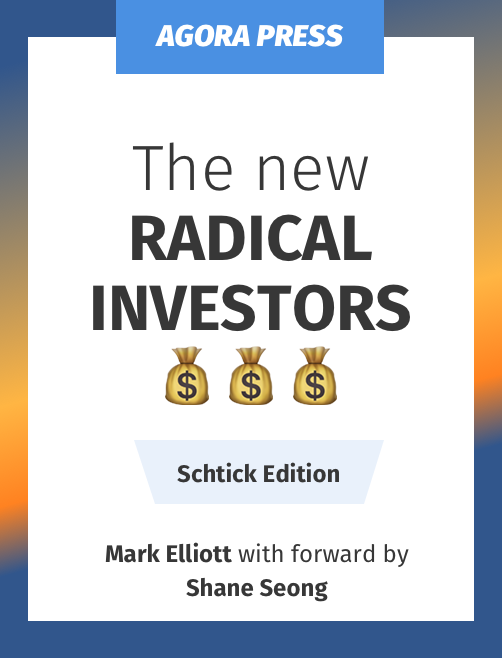 AGORA PRESS
The new
RADICAL
INVESTORS
$ $ $
Schtick Edition
Mark Elliott with forward by
Shane Seong